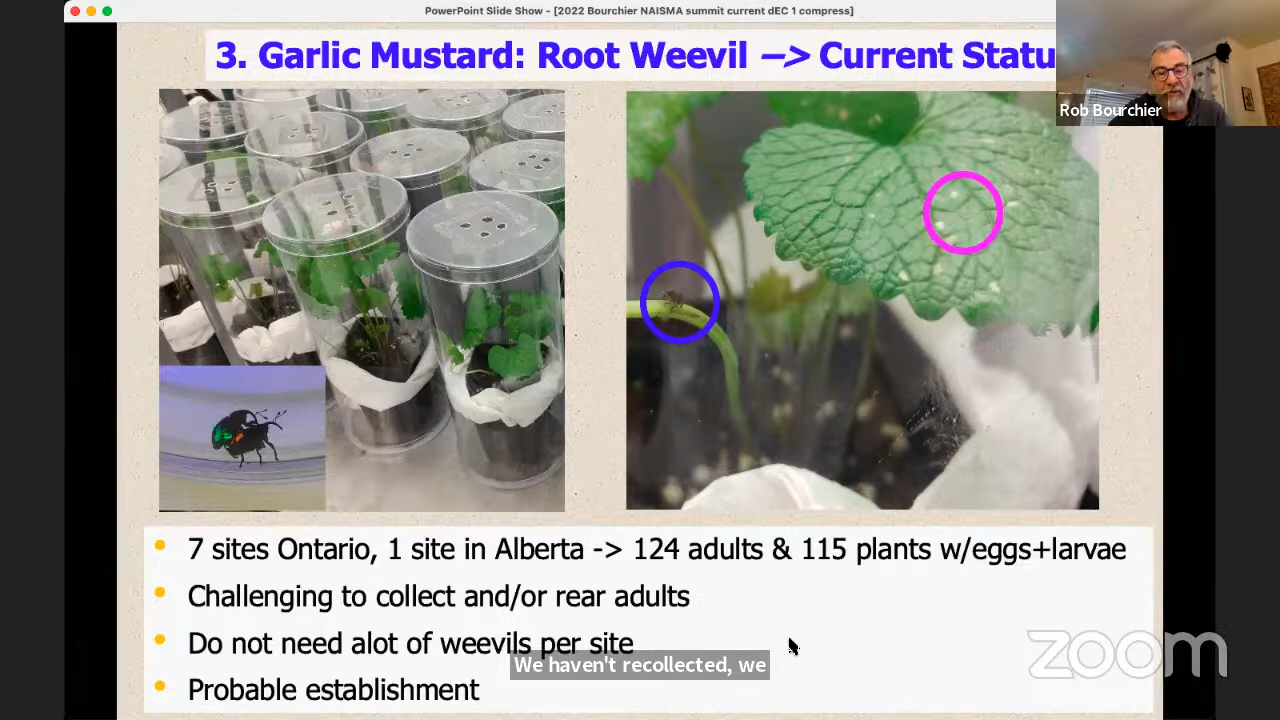 PowerPoint Slide Show - [2022 Bourchier NAISMA summit current dEC 1 compress]
3. Garlic Mustard: Root Weevil –> Current Statu
Rob Bourchier
7 sites Ontario, 1 site in Alberta -> 124 adults & 115 plants w/eggs+larvae
Challenging to collect and/or rear adults
Do not need alot of weevils per site
We haven't recollected, we
Probable establishment
zoom